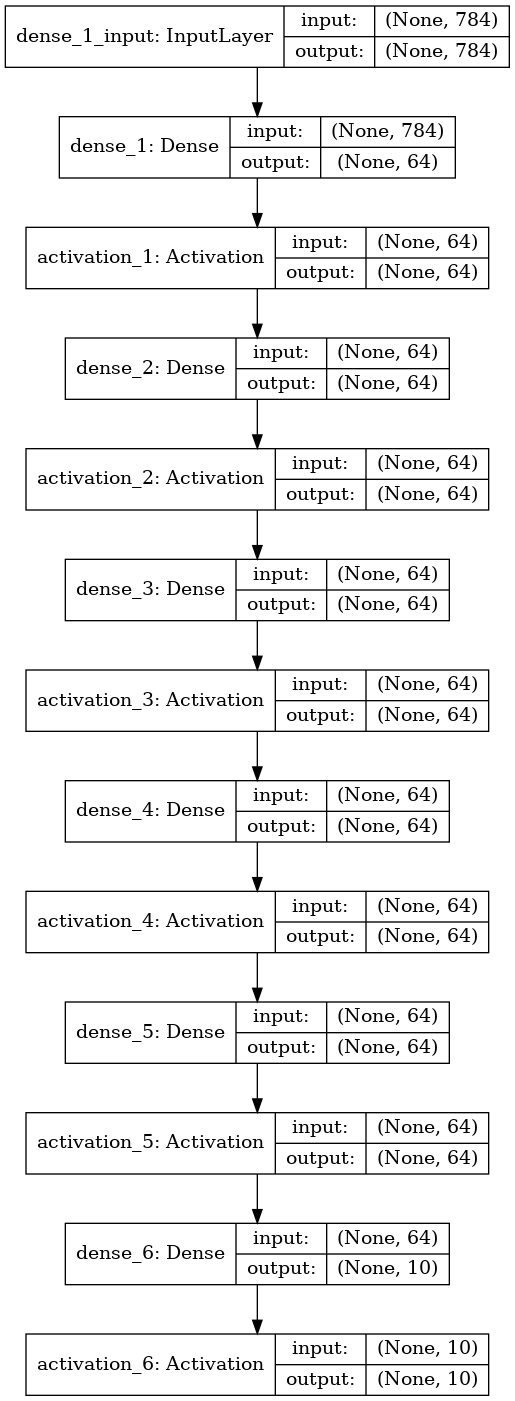 dense_1_input: InputLayer
input: (None, 784)
output: (None, 784)
dense_1: Dense
input: (None, 784)
output: (None, 64)
activation_1: Activation
input: (None, 64)
output: (None, 64)
dense_2: Dense
input: (None, 64)
output: (None, 64)
activation_2: Activation
input: (None, 64)
output: (None, 64)
dense_3: Dense
input: (None, 64)
output: (None, 64)
activation_3: Activation
input: (None, 64)
output: (None, 64)
dense_4: Dense
input: (None, 64)
output: (None, 64)
activation_4: Activation
input: (None, 64)
output: (None, 64)
dense_5: Dense
input: (None, 64)
output: (None, 64)
activation_5: Activation
input: (None, 64)
output: (None, 64)
dense_6: Dense
input: (None, 64)
output: (None, 10)
activation_6: Activation
input: (None, 10)
output: (None, 10)